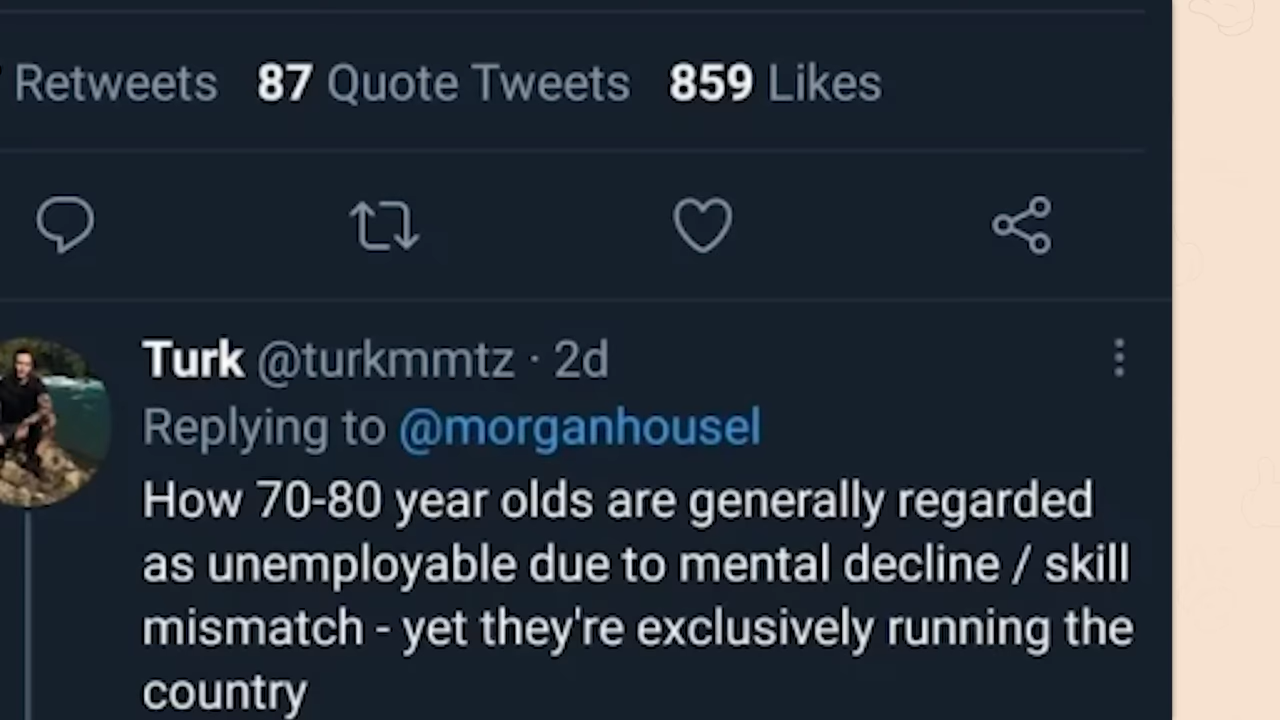 Retweets 87 Quote Tweets 859 Likes
Turk @turkmmtz · 2d
Replying to @morganhousel
How 70-80 year olds are generally regarded
as unemployable due to mental decline / skill
mismatch - yet they're exclusively running the
country